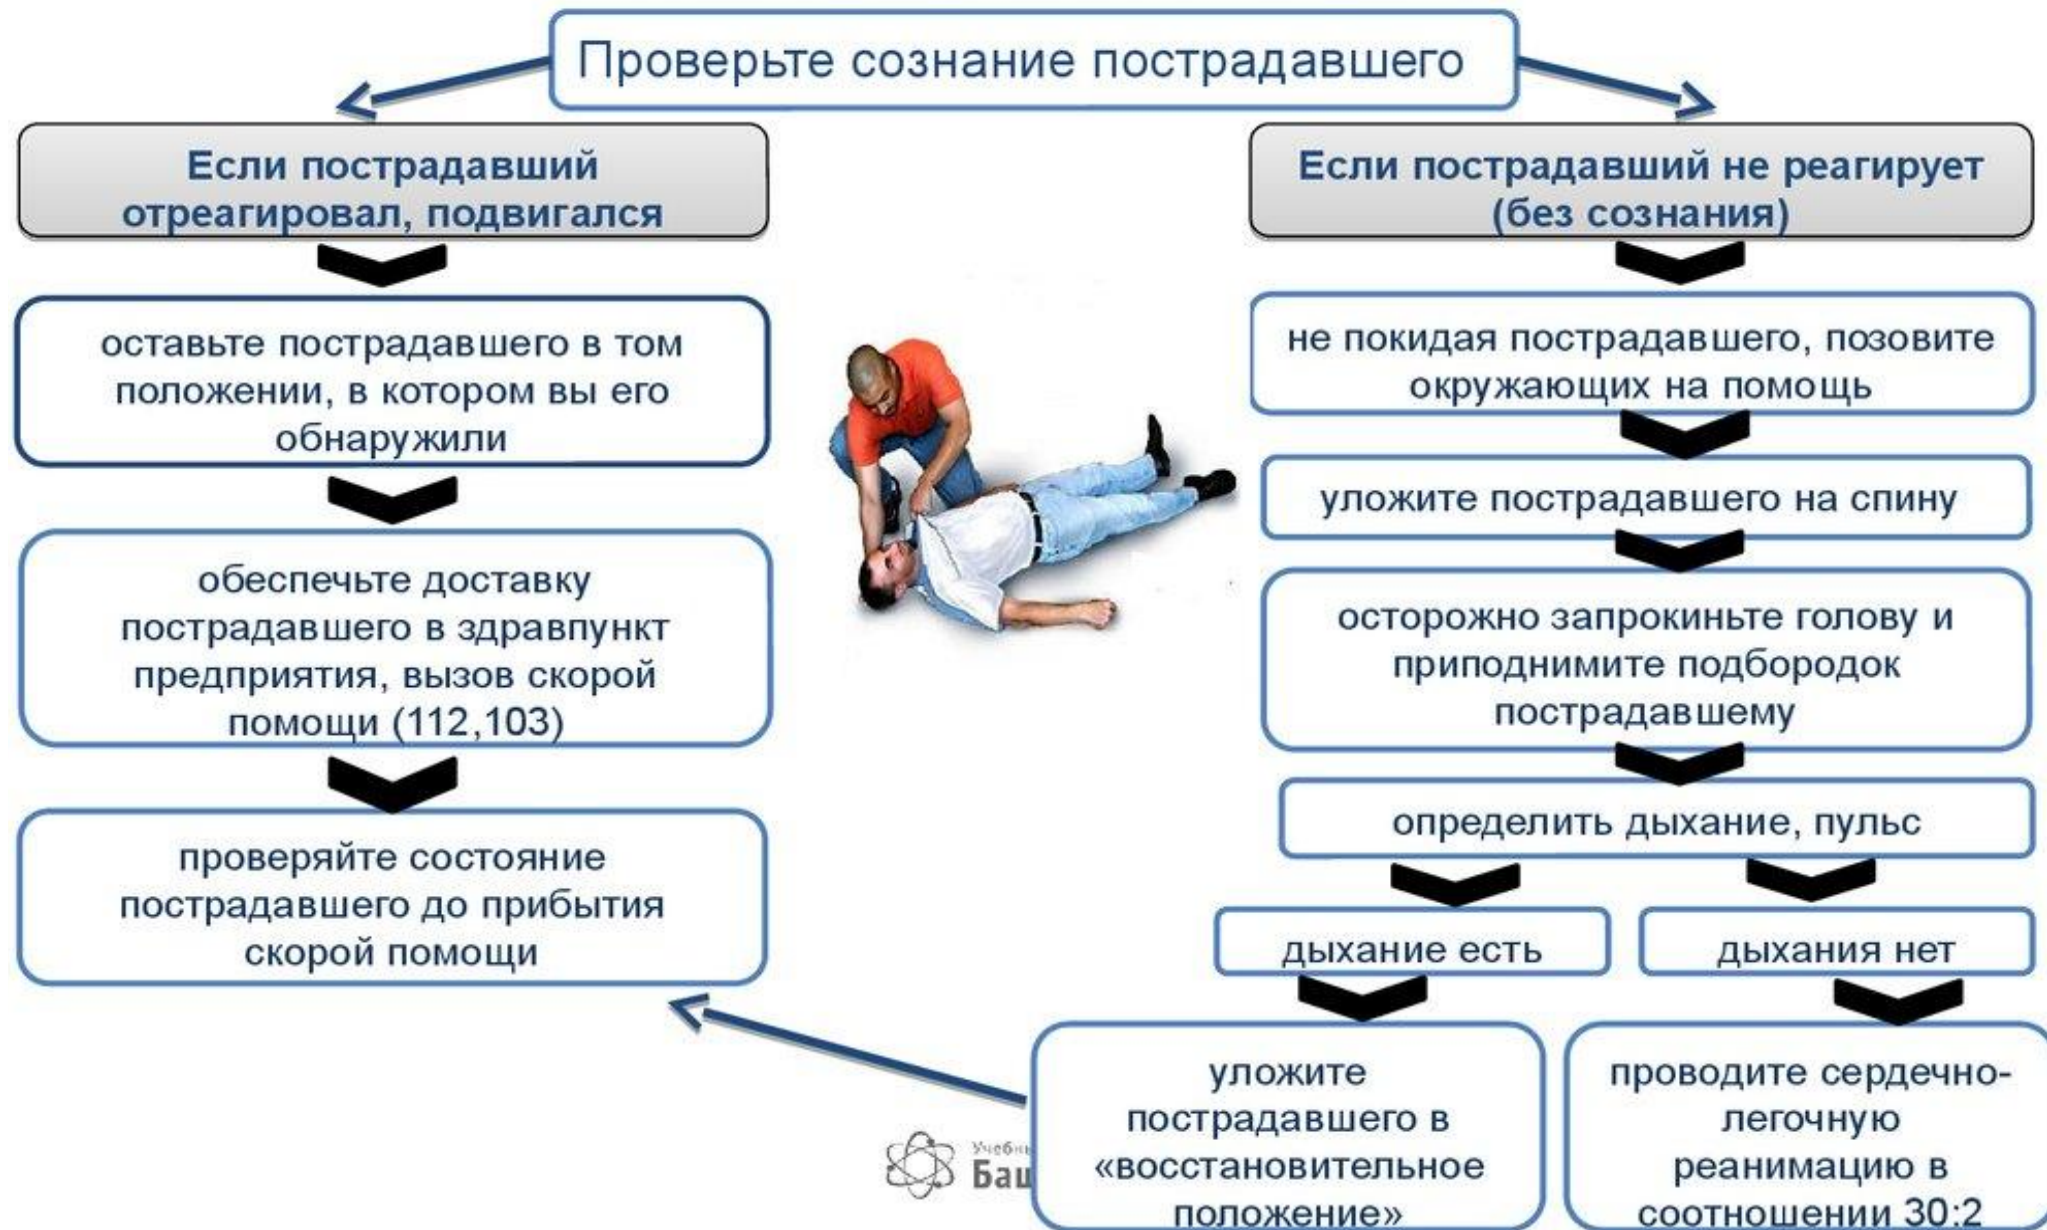 Проверьте сознание пострадавшего
Если пострадавший
отреагировал, подвигался
оставьте пострадавшего в том
положении, в котором вы его
обнаружили
обеспечьте доставку
пострадавшего в здравпункт
предприятия, вызов скорой
помощи (112,103)
проверяйте состояние
пострадавшего до прибытия
скорой помощи
Если пострадавший не реагирует
(без сознания)
не покидая пострадавшего, позовите
окружающих на помощь
уложите пострадавшего на спину
осторожно запрокиньте голову и
приподнимите подбородок
пострадавшему
определить дыхание, пульс
дыхание есть
дыхания нет
уложите
пострадавшего в
«восстановительное
положение»
проводите сердечно-
легочную
реанимацию в
соотношении 30:2